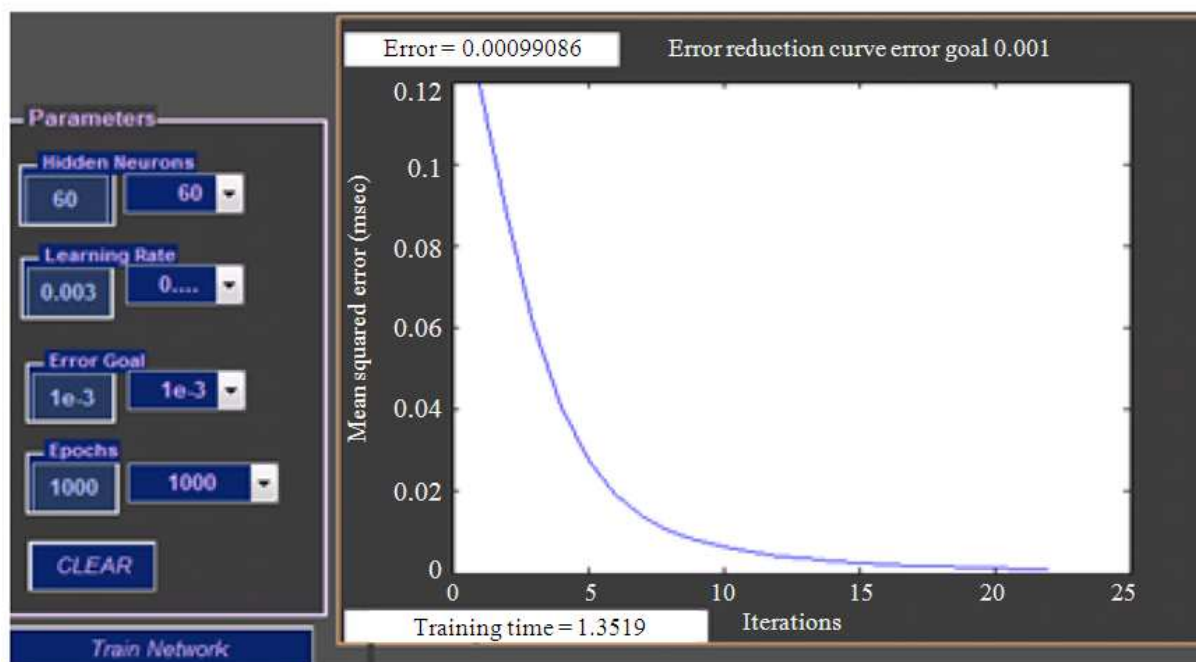 Parameters
Hidden Neurons
60
60
Learning Rate
0.003
0....
Error Goal
1e-3
1e-3
Epochs
1000
1000
CLEAR
Train Network
Error = 0.00099086
Error reduction curve error goal 0.001
Mean squared error (msec)
0.12
0.1
0.08
0.06
0.04
0.02
0
0 5 10 15 20 25
Iterations
Training time = 1.3519